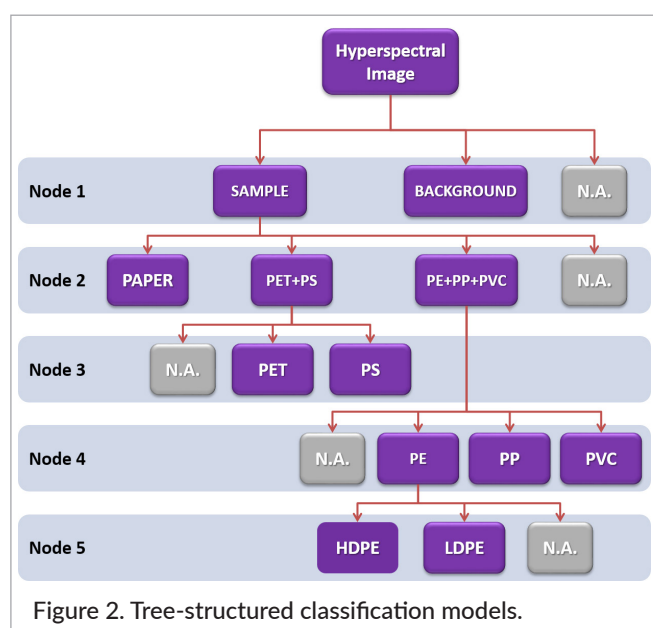 Hyperspectral
Image
Node 1
SAMPLE
BACKGROUND
N.A.
Node 2
PAPER
PET+PS
PE+PP+PVC
N.A.
Node 3
N.A.
PET
PS
Node 4
N.A.
PE
PP
PVC
Node 5
HDPE
LDPE
N.A.
Figure 2. Tree-structured classification models.